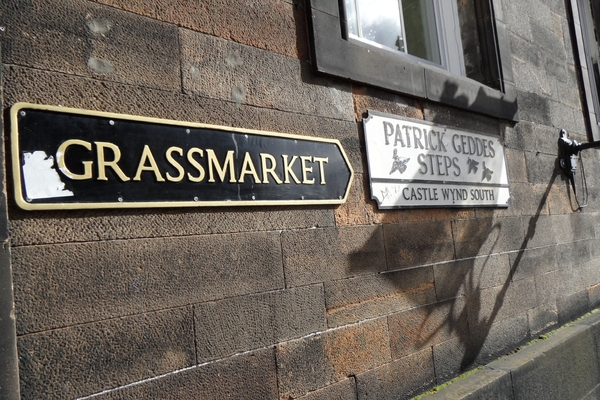 GRASSMARKET
PATRICK GEDDES
STEPS
CASTLE WYND SOUTH